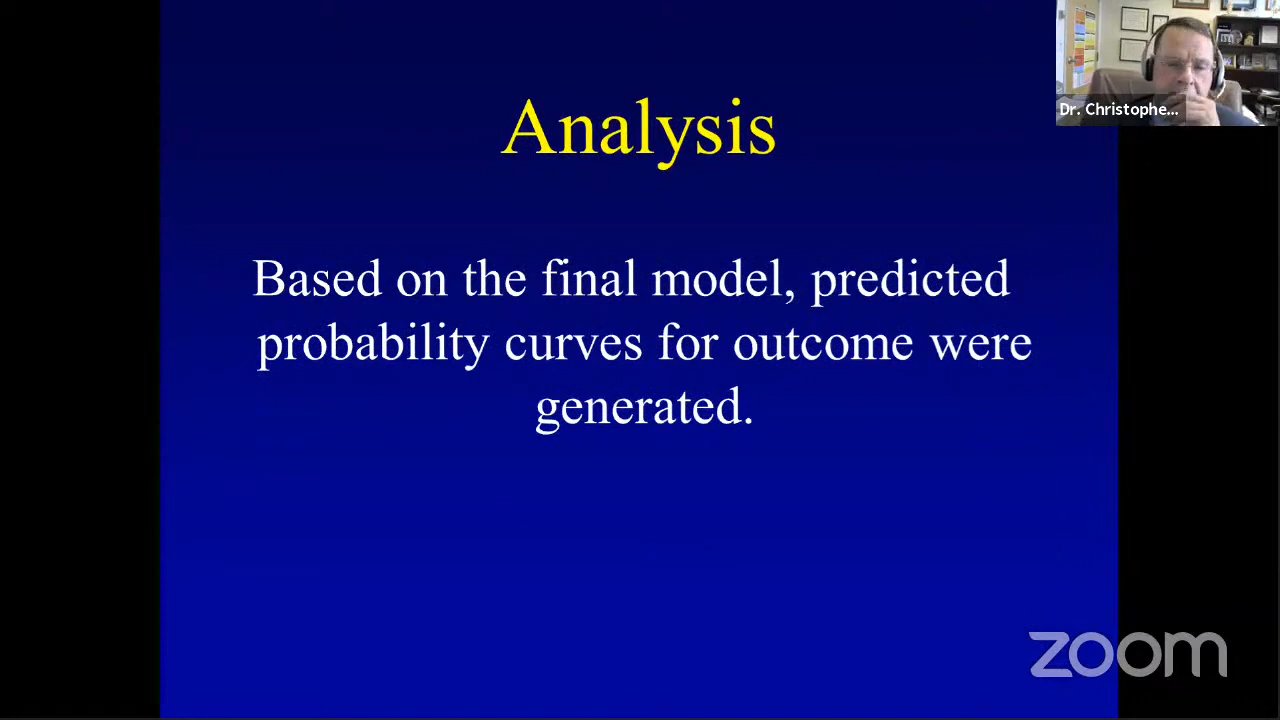 Analysis
Based on the final model, predicted
probability curves for outcome were
generated.
Dr. Christophe...
zoom